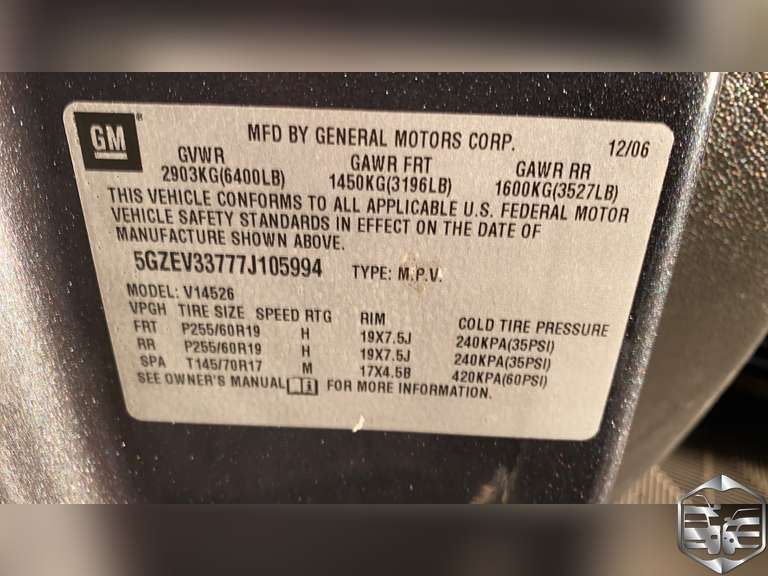 GM
MFD BY GENERAL MOTORS CORP. 12/06
GVWR GAWR FRT GAWR RR
2903KG(6400LB) 1450KG(3196LB) 1600KG(3527LB)
THIS VEHICLE CONFORMS TO ALL APPLICABLE U.S. FEDERAL MOTOR
VEHICLE SAFETY STANDARDS IN EFFECT ON THE DATE OF
MANUFACTURE SHOWN ABOVE.
5GZEV33777J105994 TYPE: M.P.V.
MODEL: V14526
VPGH TIRE SIZE SPEED RTG RIM COLD TIRE PRESSURE
FRT P255/60R19 H 19X7.5J 240KPA(35PSI)
RR P255/60R19 H 19X7.5J 240KPA(35PSI)
SPA T145/70R17 M 17X4.5B 420KPA(60PSI)
SEE OWNER'S MANUAL FOR MORE INFORMATION.